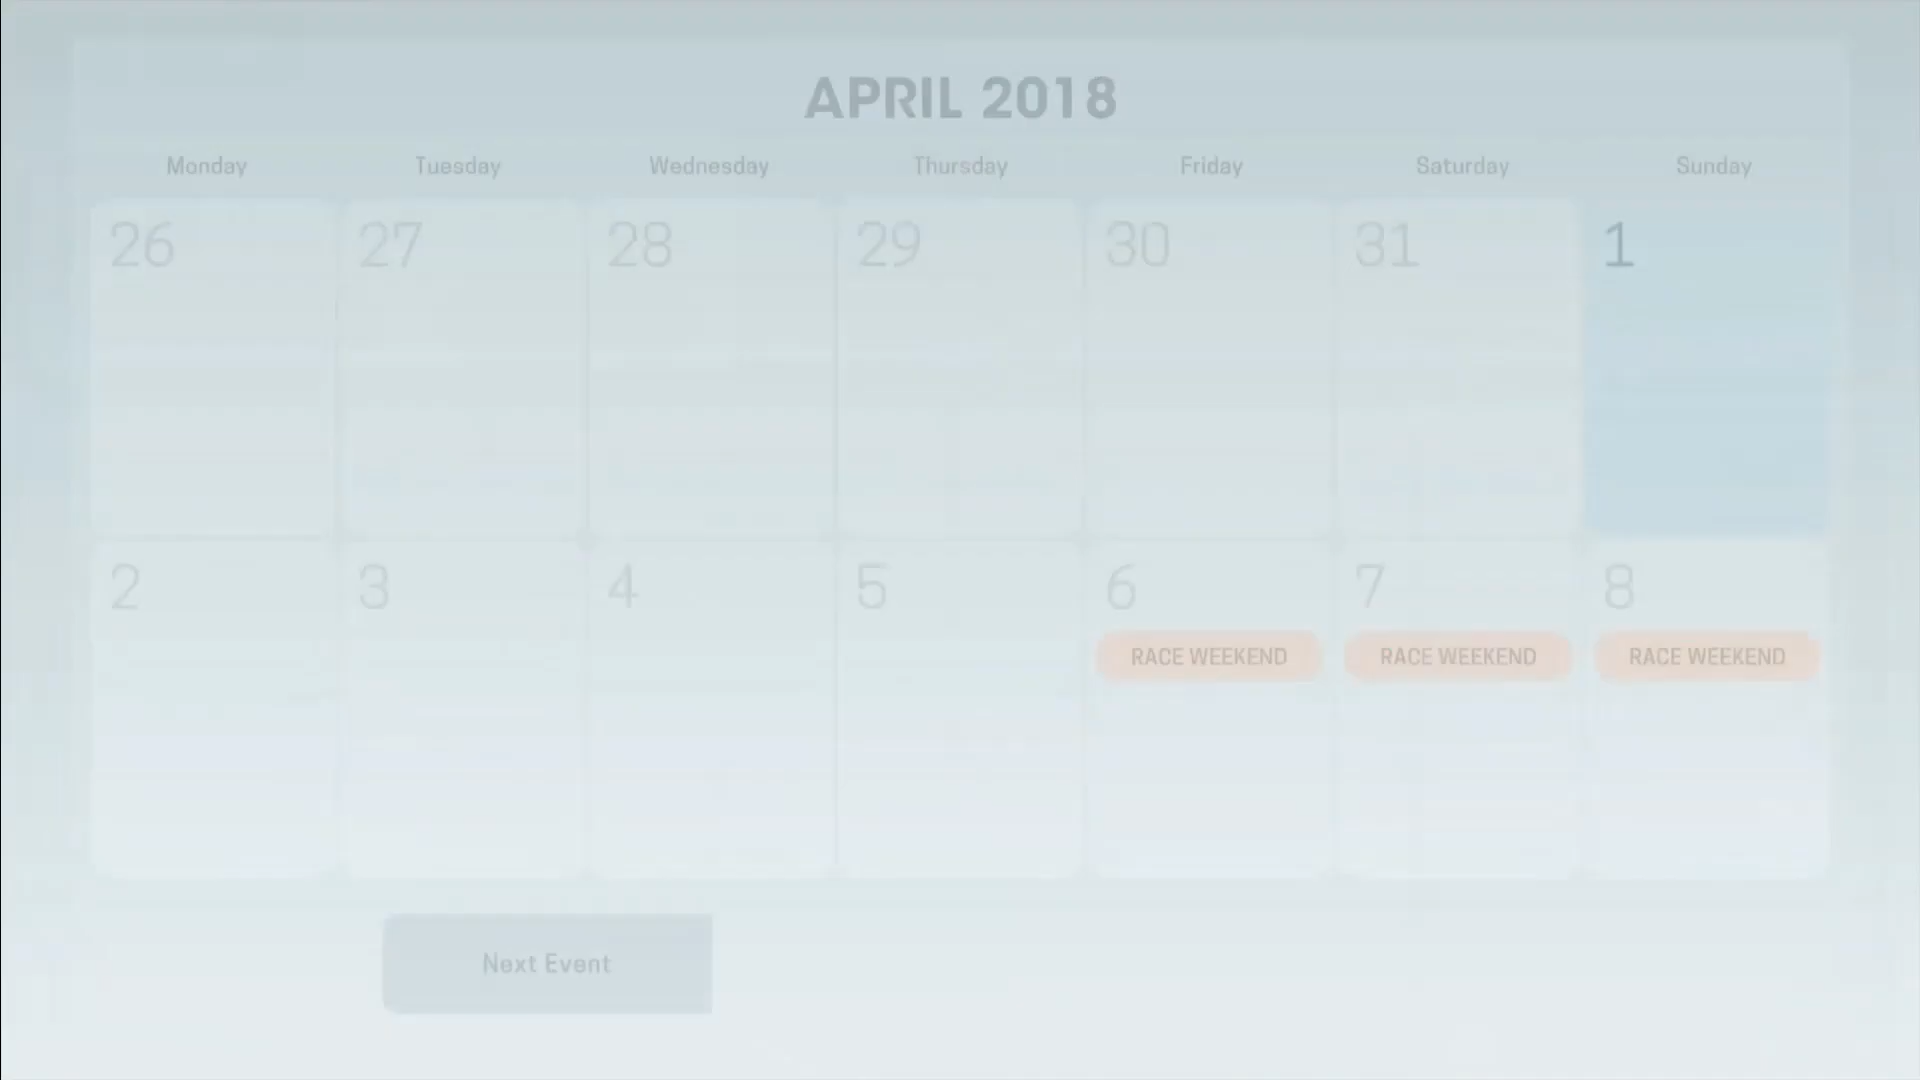 APRIL 2018
Monday Tuesday Wednesday Thursday Friday Saturday Sunday
26 27 28 29 30 31 1
2 3 4 5 6 7 8
RACE WEEKEND RACE WEEKEND RACE WEEKEND
Next Event